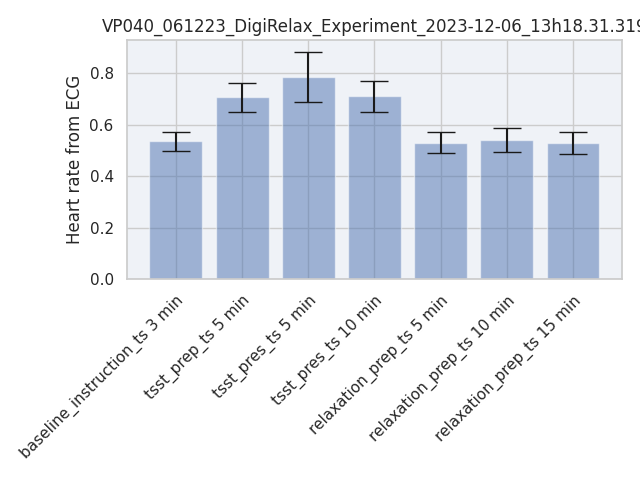 VP040_061223_DigiRelax_Experiment_2023-12-06_13h18.31.319
Heart rate from ECG
0.8
0.6
0.4
0.2
0.0
baseline_instruction_ts 3 min
tsst_prep_ts 5 min
tsst_pres_ts 5 min
tsst_pres_ts 10 min
relaxation_prep_ts 5 min
relaxation_prep_ts 10 min
relaxation_prep_ts 15 min